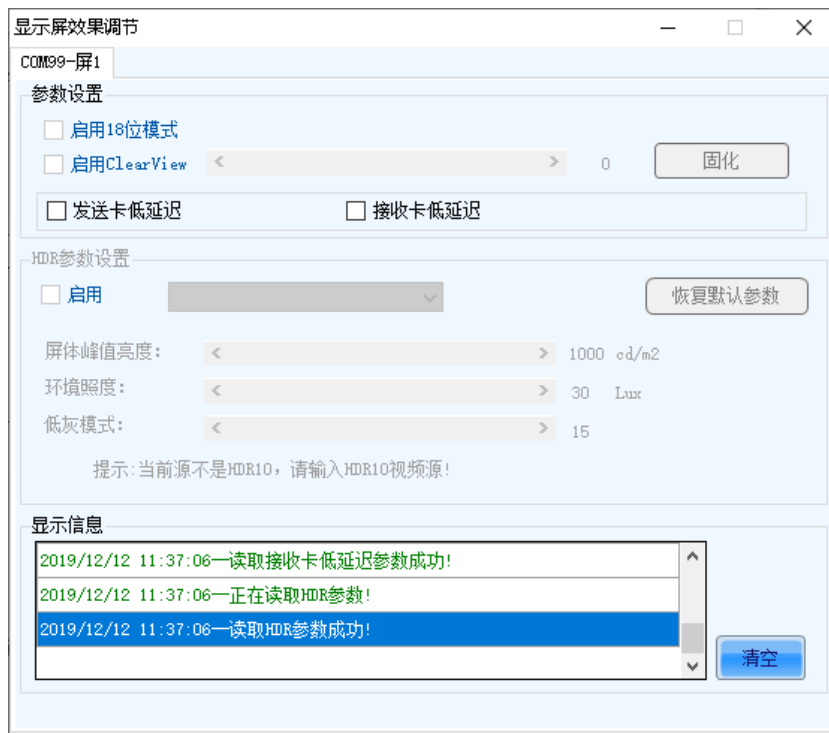 显示屏效果调节
COM99-屏1
参数设置
启用18位模式
启用ClearView 0 固化
发送卡低延迟 接收卡低延迟
HDR参数设置
启用 恢复默认参数
屏体峰值亮度: 1000 cd/m2
环境照度: 30 Lux
低灰模式: 15
提示:当前源不是HDR10，请输入HDR10视频源!
显示信息
2019/12/12 11:37:06—读取接收卡低延迟参数成功!
2019/12/12 11:37:06—正在读取HDR参数!
2019/12/12 11:37:06—读取HDR参数成功!
清空